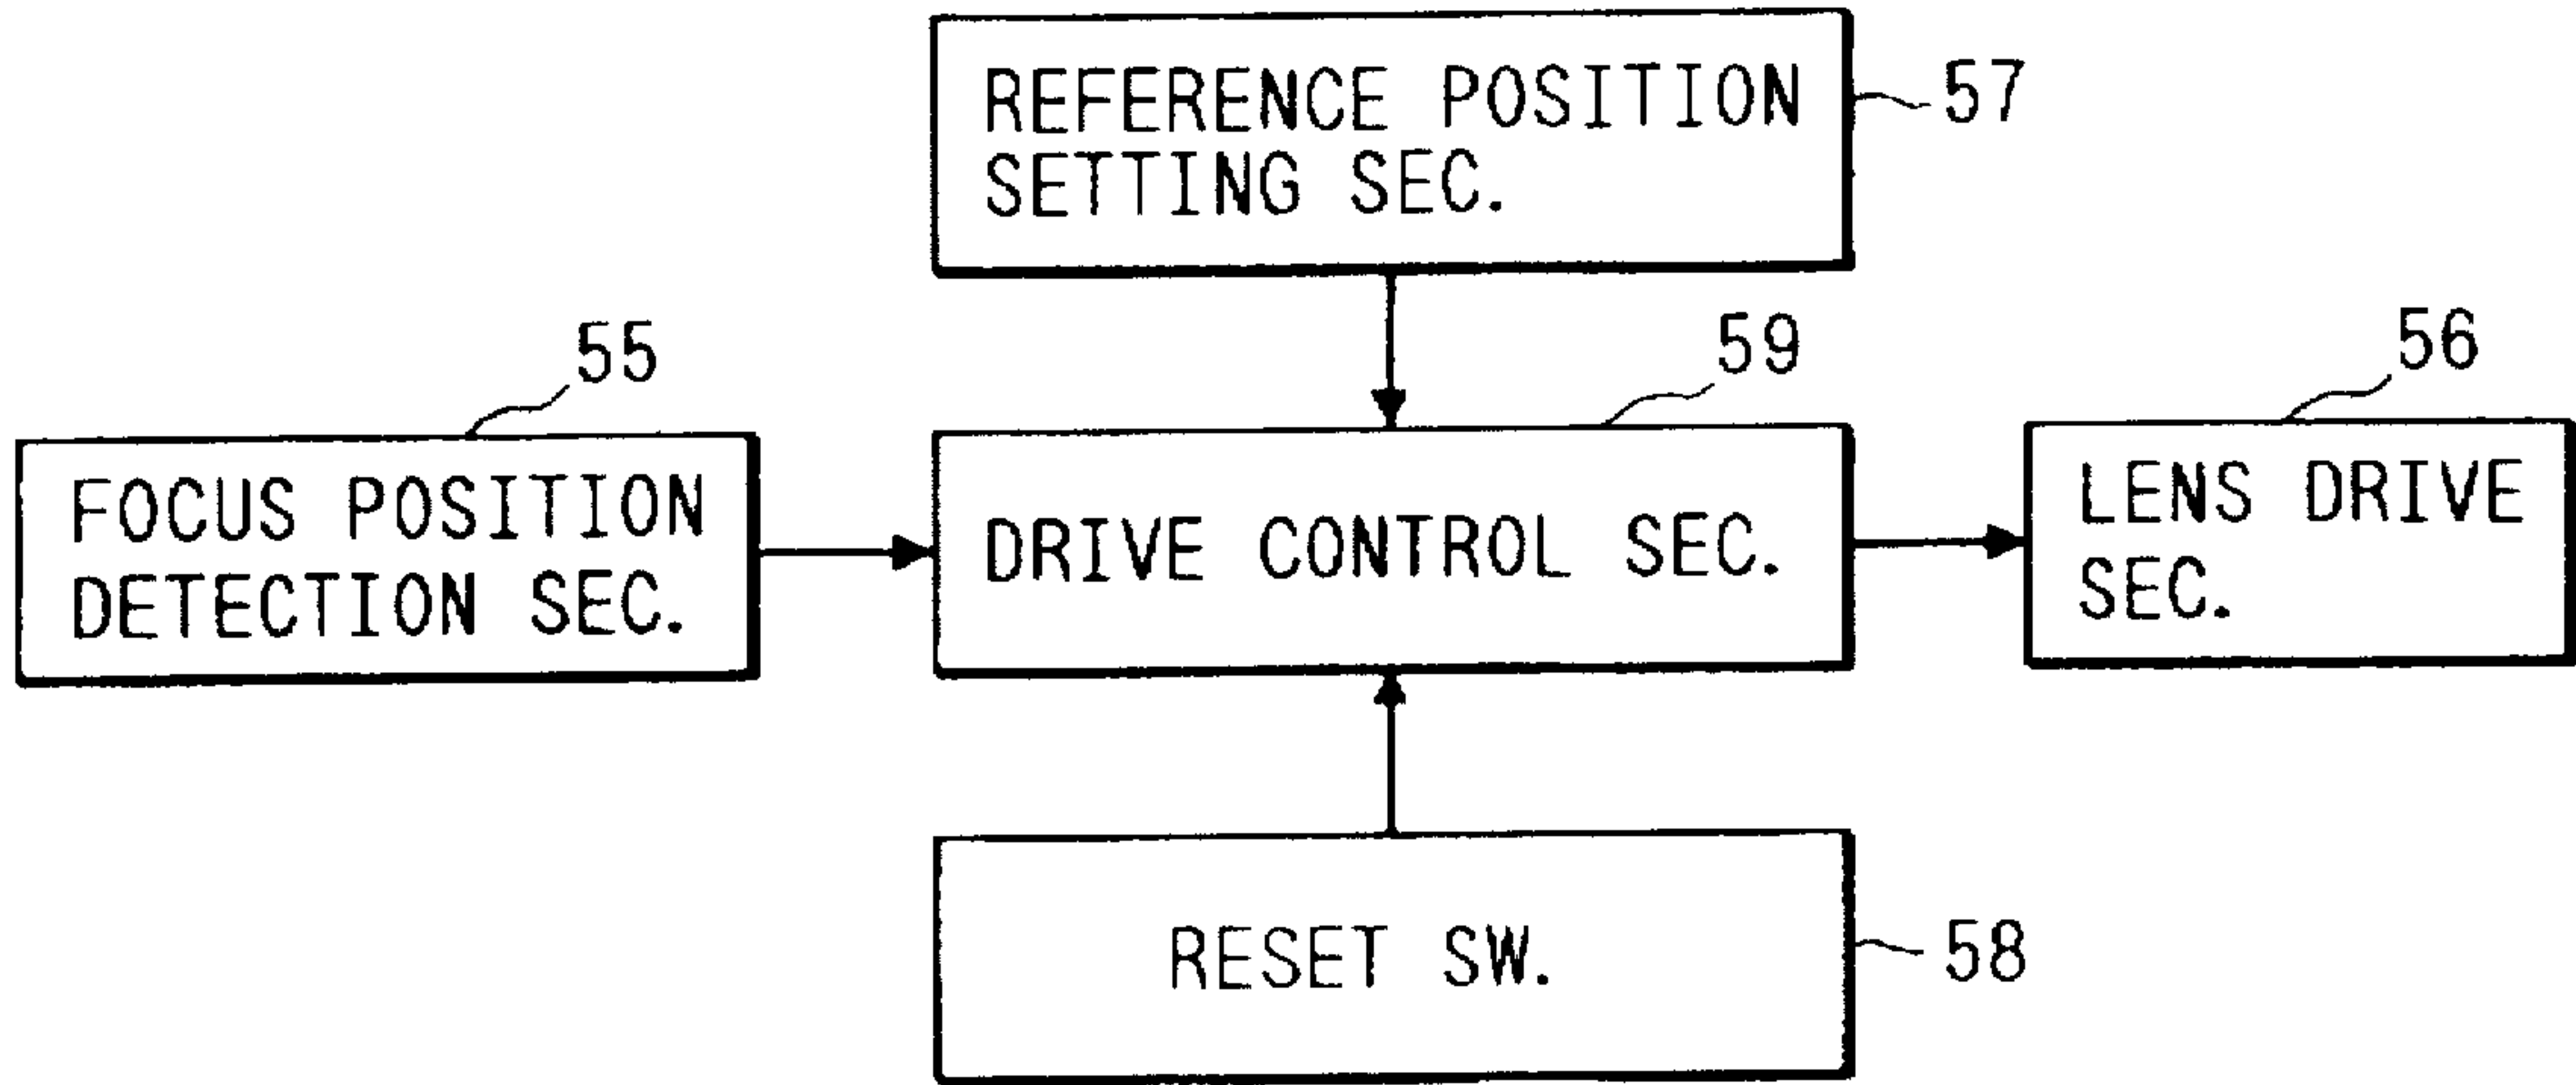 REFERENCE POSITION
SETTING SEC.
57
55
59
56
FOCUS POSITION
DETECTION SEC.
DRIVE CONTROL SEC.
LENS DRIVE
SEC.
RESET SW.
58